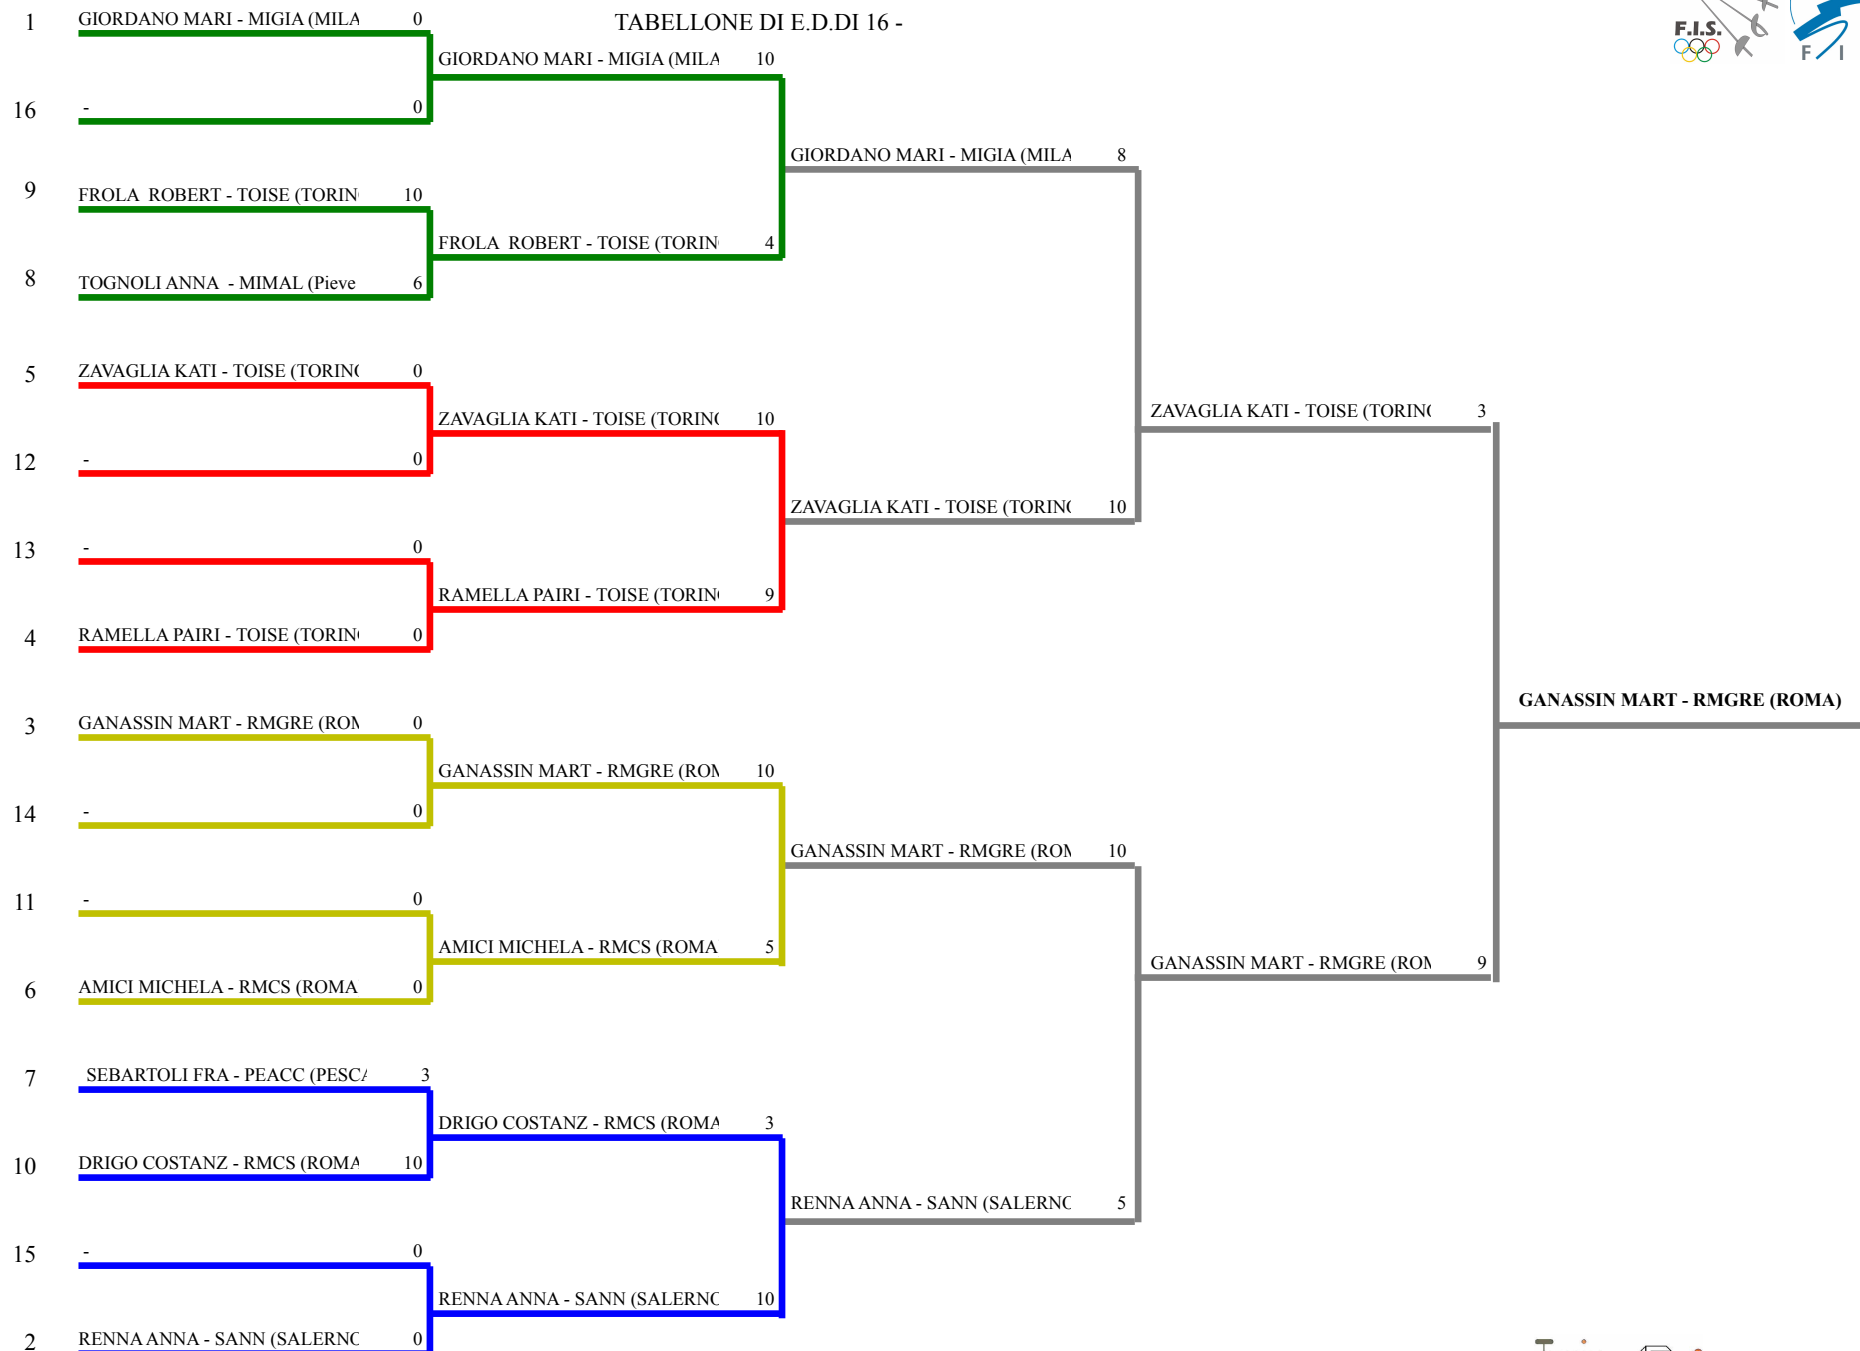 TABELLONE DI E.D.DI 16 -
F.I.S.
F I
1 GIORDANO MARI - MIGIA (MILA 0
GIORDANO MARI - MIGIA (MILA 10
16 - 0
GIORDANO MARI - MIGIA (MILA 8
9 FROLA ROBERT - TOISE (TORIN 10
FROLA ROBERT - TOISE (TORIN 4
8 TOGNOLI ANNA - MIMAL (Pieve 6
5 ZAVAGLIA KATI - TOISE (TORINO 0
ZAVAGLIA KATI - TOISE (TORINO 10
ZAVAGLIA KATI - TOISE (TORINO 3
12 - 0
ZAVAGLIA KATI - TOISE (TORINO 10
13 - 0
RAMELLA PAIRI - TOISE (TORIN 9
4 RAMELLA PAIRI - TOISE (TORIN 0
GANASSIN MART - RMGRE (ROMA)
3 GANASSIN MART - RMGRE (ROM 0
GANASSIN MART - RMGRE (ROM 10
14 - 0
GANASSIN MART - RMGRE (ROM 10
11 - 0
AMICI MICHELA - RMCS (ROMA 5
GANASSIN MART - RMGRE (ROM 9
6 AMICI MICHELA - RMCS (ROMA 0
7 SEBARTOLI FRA - PEACC (PESCA 3
DRIGO COSTANZ - RMCS (ROMA 3
10 DRIGO COSTANZ - RMCS (ROMA 10
RENNA ANNA - SANN (SALERNO 5
15 - 0
RENNA ANNA - SANN (SALERNO 10
2 RENNA ANNA - SANN (SALERNO 0